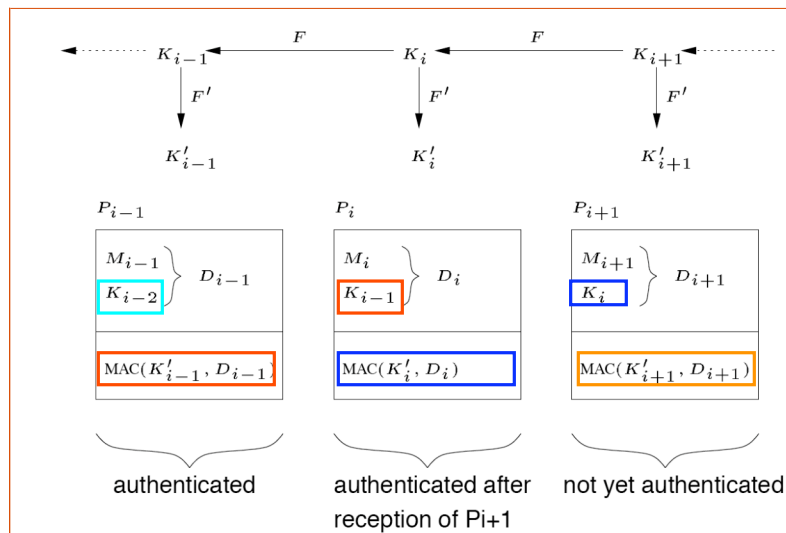 F F
K_{i−1} K_i K_{i+1}
F′ F′ F′
K′_{i−1} K′_i K′_{i+1}
P_{i−1} P_i P_{i+1}
M_{i−1} M_i M_{i+1}
D_{i−1} D_i D_{i+1}
K_{i−2} K_{i−1} K_i
MAC(K′_{i−1}, D_{i−1}) MAC(K′_i, D_i) MAC(K′_{i+1}, D_{i+1})
authenticated authenticated after not yet authenticated
reception of Pi+1